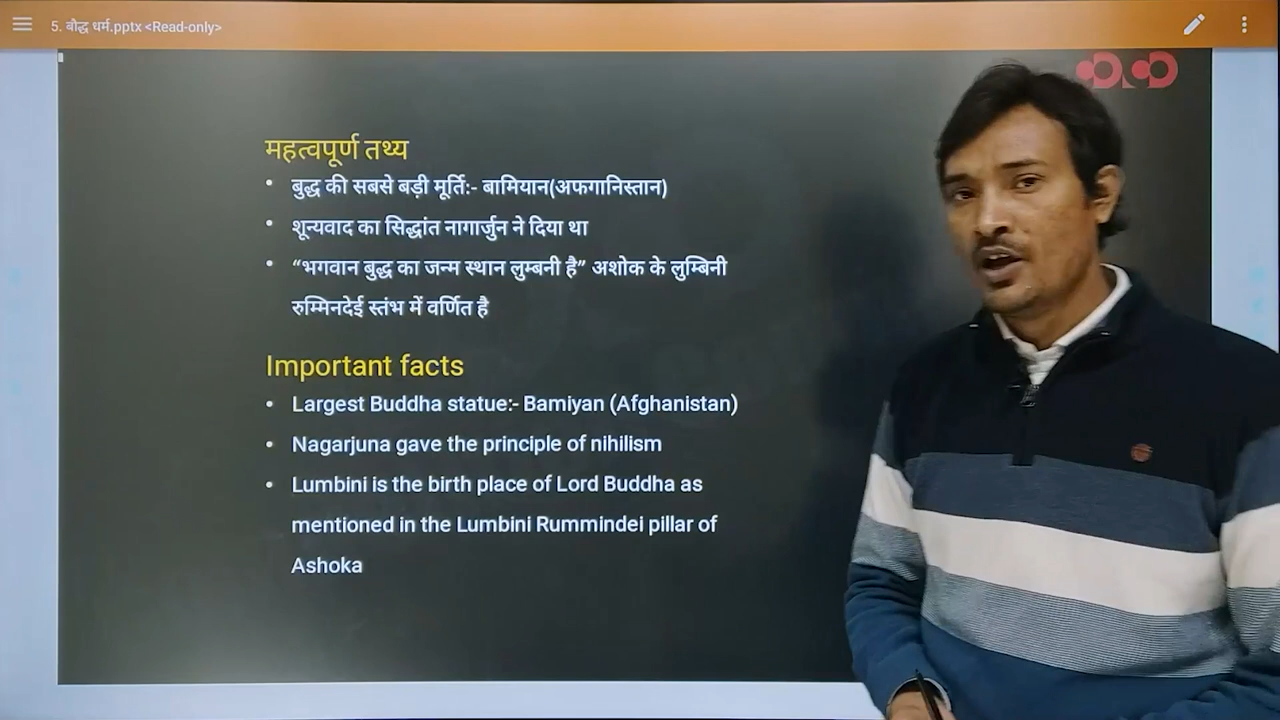 5. बौद्ध धर्म.pptx <Read-only>
महत्वपूर्ण तथ्य
• बुद्ध की सबसे बड़ी मूर्ति:- बामियान(अफगानिस्तान)
• शून्यवाद का सिद्धांत नागार्जुन ने दिया था
• “भगवान बुद्ध का जन्म स्थान लुम्बनी है” अशोक के लुम्बिनी
रुम्मिनदेई स्तंभ में वर्णित है
Important facts
• Largest Buddha statue:- Bamiyan (Afghanistan)
• Nagarjuna gave the principle of nihilism
• Lumbini is the birth place of Lord Buddha as
mentioned in the Lumbini Rummindei pillar of
Ashoka